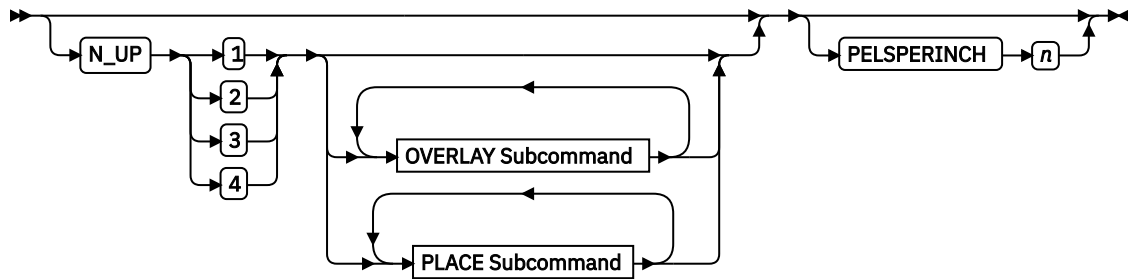 N_UP 1 PELSPERINCH n
2
3
OVERLAY Subcommand
4
PLACE Subcommand